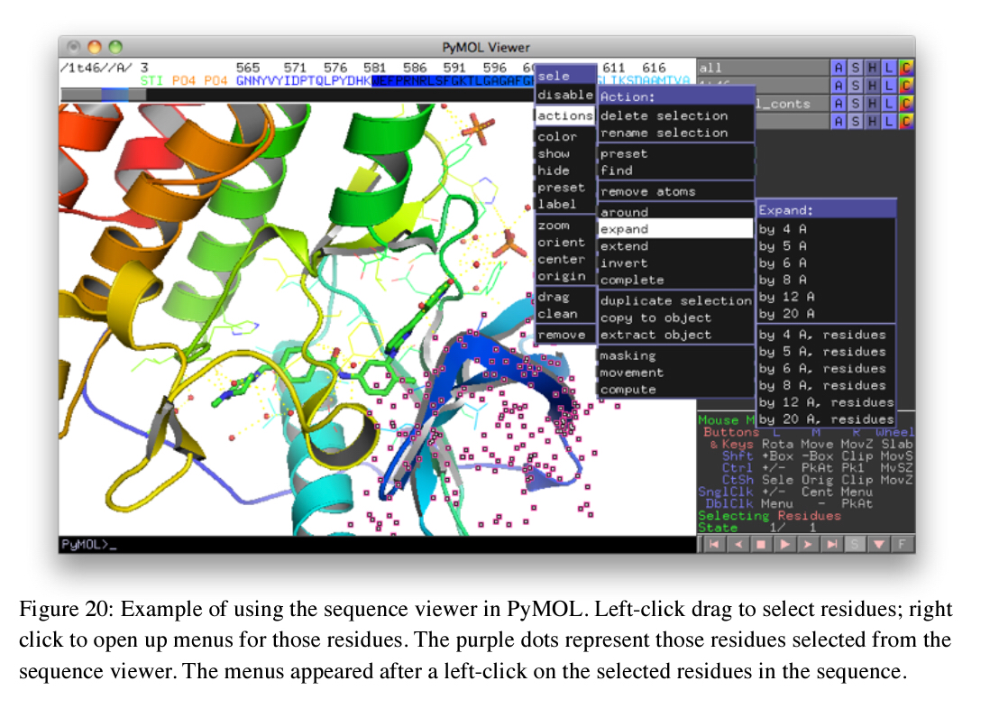 PyMOL Viewer
/1t46//A/ 3 565 571 576 581 586 591 596 611 616
STI PO4 PO4 GNNYVYIDPTQLPYDHKWEFPRNRLSFGKTLGAGAFG SLIKSDAAMTVA
all A S H L C
A S H L C
l_conts A S H L C
A S H L C
sele
disable
actions
color
show
hide
preset
label
zoom
orient
center
origin
drag
clean
remove
Action:
delete selection
rename selection
preset
find
remove atoms
around
expand
extend
invert
complete
duplicate selection
copy to object
extract object
masking
movement
compute
Expand:
by 4 A
by 5 A
by 6 A
by 8 A
by 12 A
by 20 A
by 4 A, residues
by 5 A, residues
by 6 A, residues
by 8 A, residues
by 12 A, residues
by 20 A, residues
Mouse M
Buttons L M R Wheel
& Keys Rota Move MovZ Slab
Shft +Box -Box Clip MovS
Ctrl +/- PkAt Pk1 MvSZ
CtSh Sele Orig Clip MovZ
SnglClk +/- Cent Menu
DblClk Menu - PkAt
Selecting Residues
State 1/ 1
S F
PyMOL>_
Figure 20: Example of using the sequence viewer in PyMOL. Left-click drag to select residues; right
click to open up menus for those residues. The purple dots represent those residues selected from the
sequence viewer. The menus appeared after a left-click on the selected residues in the sequence.